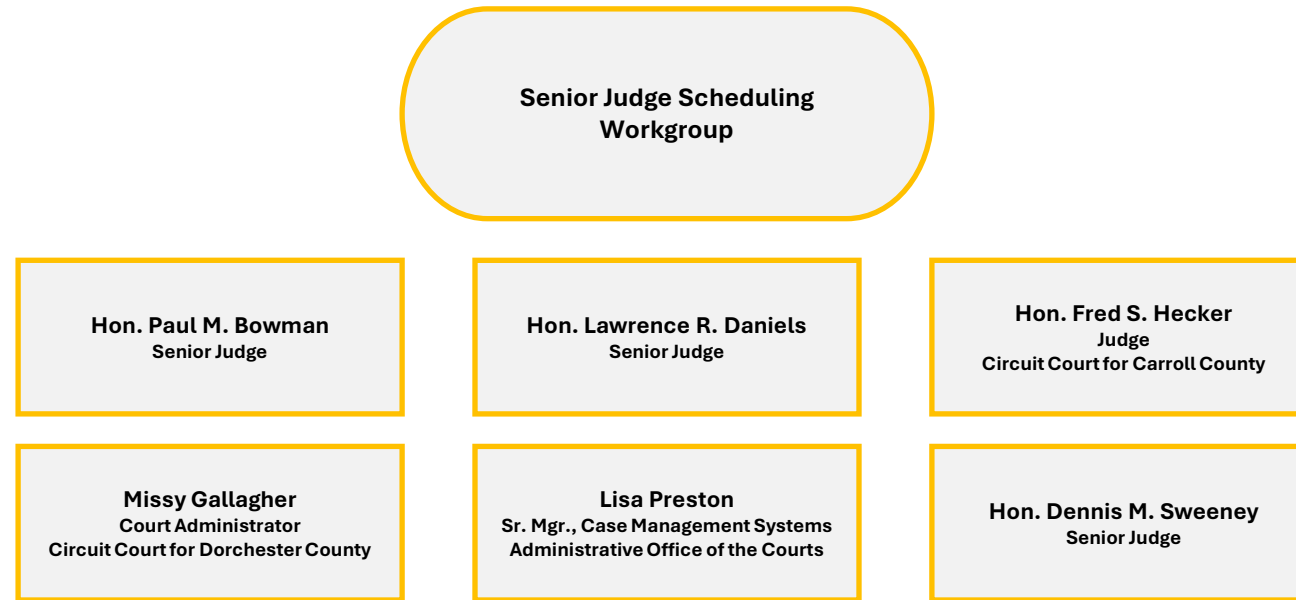 Senior Judge Scheduling
Workgroup
Hon. Paul M. Bowman
Senior Judge
Hon. Lawrence R. Daniels
Senior Judge
Hon. Fred S. Hecker
Judge
Circuit Court for Carroll County
Missy Gallagher
Court Administrator
Circuit Court for Dorchester County
Lisa Preston
Sr. Mgr., Case Management Systems
Administrative Office of the Courts
Hon. Dennis M. Sweeney
Senior Judge